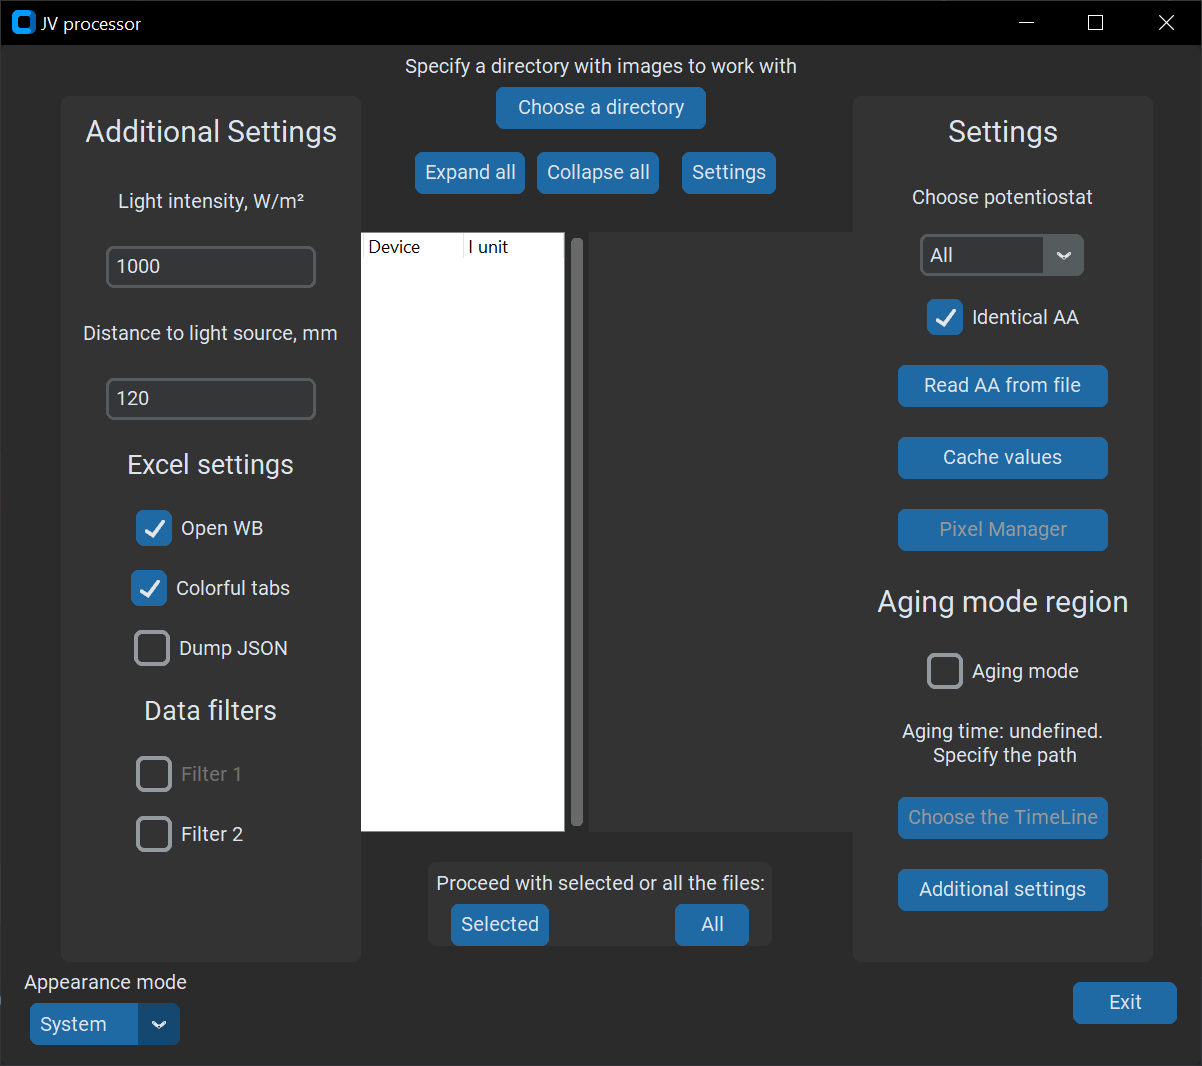 JV processor
Specify a directory with images to work with
Choose a directory
Expand all
Collapse all
Settings
Additional Settings
Light intensity, W/m²
1000
Distance to light source, mm
120
Excel settings
Open WB
Colorful tabs
Dump JSON
Data filters
Filter 1
Filter 2
Device
I unit
Settings
Choose potentiostat
All
Identical AA
Read AA from file
Cache values
Pixel Manager
Aging mode region
Aging mode
Aging time: undefined.
Specify the path
Choose the TimeLine
Additional settings
Proceed with selected or all the files:
Selected
All
Appearance mode
System
Exit